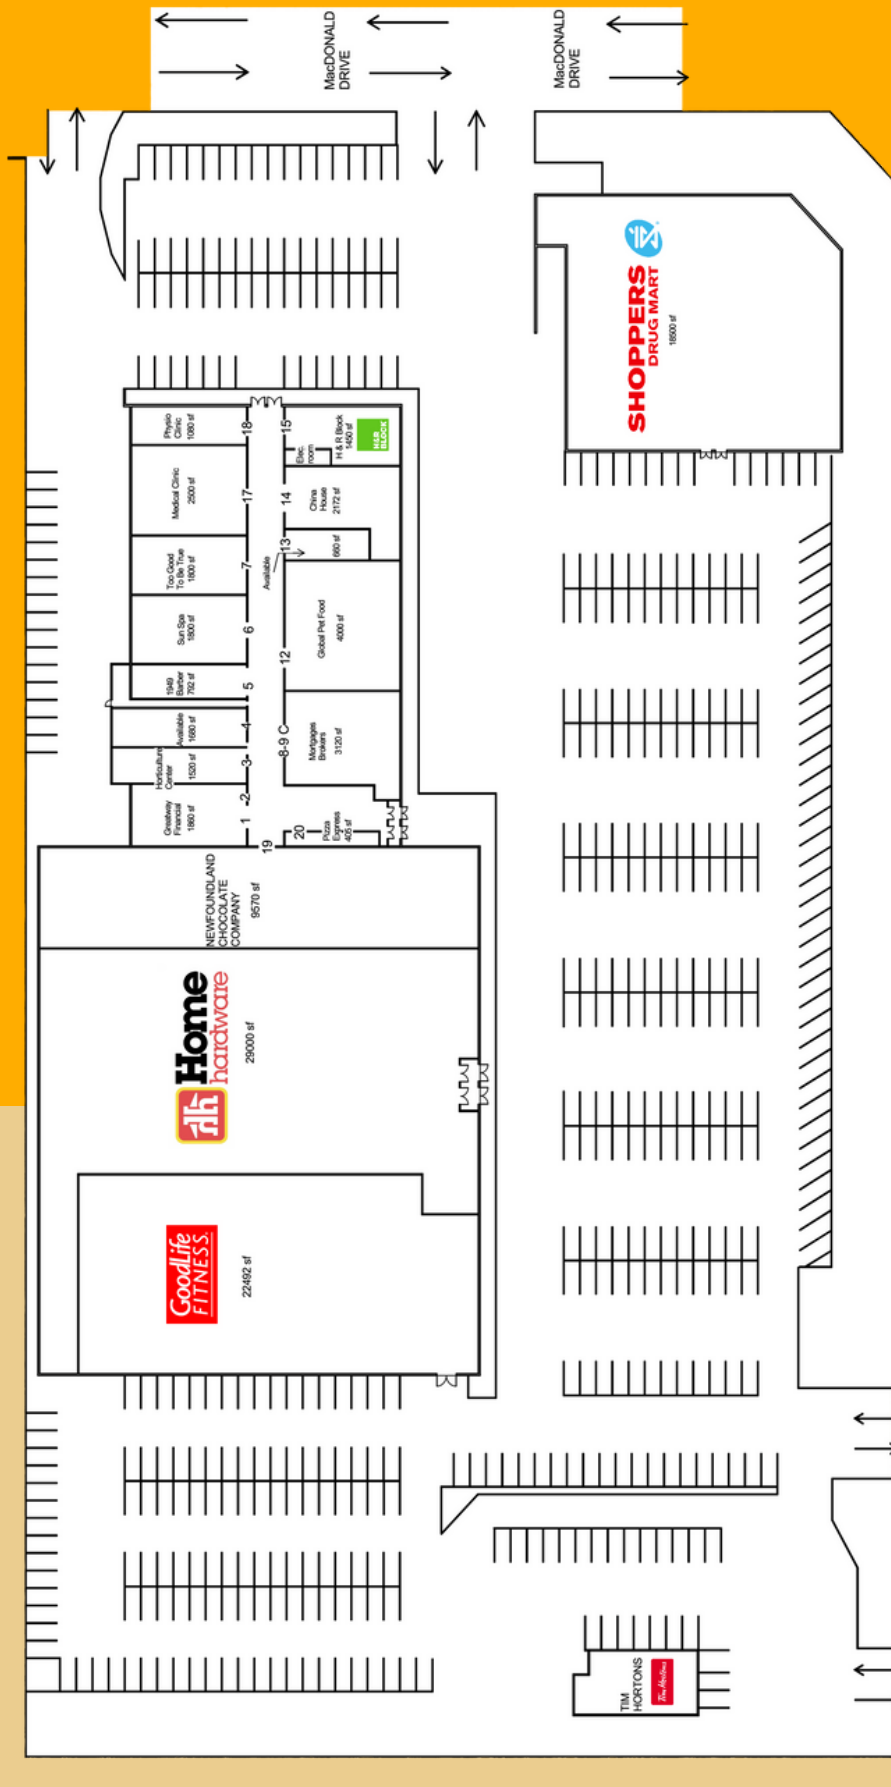 MacDONALD
DRIVE
MacDONALD
DRIVE
SHOPPERS
DRUG MART
18500 sf
Physio
Clinic
1080 sf
18
Medical Clinic
2500 sf
17
Too Good
To Be True
1800 sf
7
Sun Spa
1800 sf
6
1949
Barber
792 sf
5
Available
1680 sf
4
Horticulture
Center
1520 sf
3
2
Greatway
Financial
1860 sf
1
15
Elec.
room
H & R Block
1450 sf
H&R
BLOCK
14
China
House
2172 sf
13
Available
660 sf
12
Global Pet Food
4000 sf
8-9 C
Mortgages
Brokers
3120 sf
20
Pizza
Express
405 sf
19
NEWFOUNDLAND
CHOCOLATE
COMPANY
9570 sf
Home
hardware
29000 sf
GoodLife
FITNESS.
22492 sf
TIM
HORTONS
Tim Hortons